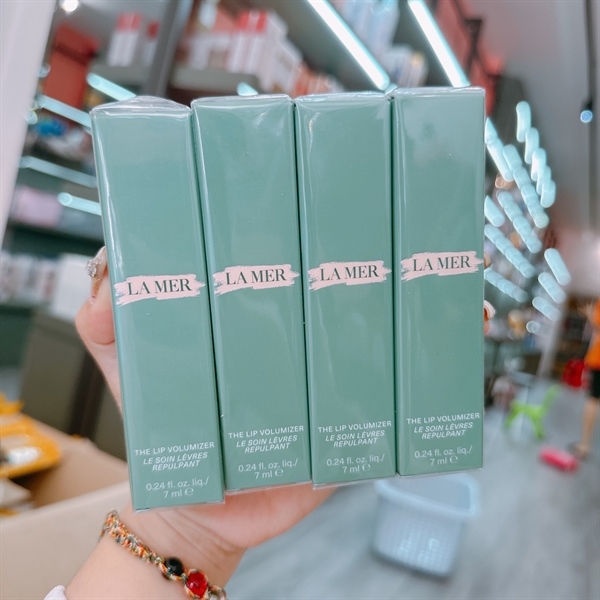 LA MER
THE LIP VOLUMIZER
LE SOIN LÈVRES
REPULPANT
0.24 fl. oz. liq./
7 ml ℮
LA MER
THE LIP VOLUMIZER
LE SOIN LÈVRES
REPULPANT
0.24 fl. oz. liq./
7 ml ℮
LA MER
THE LIP VOLUMIZER
LE SOIN LÈVRES
REPULPANT
0.24 fl. oz. liq./
7 ml ℮
LA MER
THE LIP VOLUMIZER
LE SOIN LÈVRES
REPULPANT
0.24 fl. oz. liq./
7 ml ℮